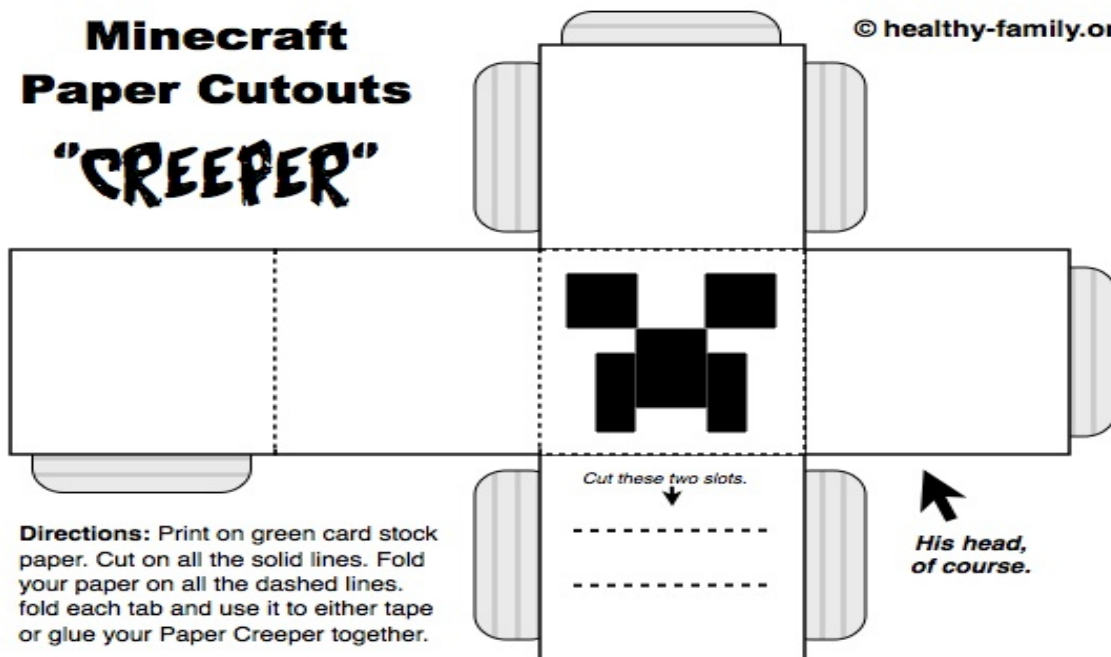 Minecraft
Paper Cutouts
"CREEPER"
© healthy-family.or
Cut these two slots.
Directions: Print on green card stock
paper. Cut on all the solid lines. Fold
your paper on all the dashed lines.
fold each tab and use it to either tape
or glue your Paper Creeper together.
His head,
of course.